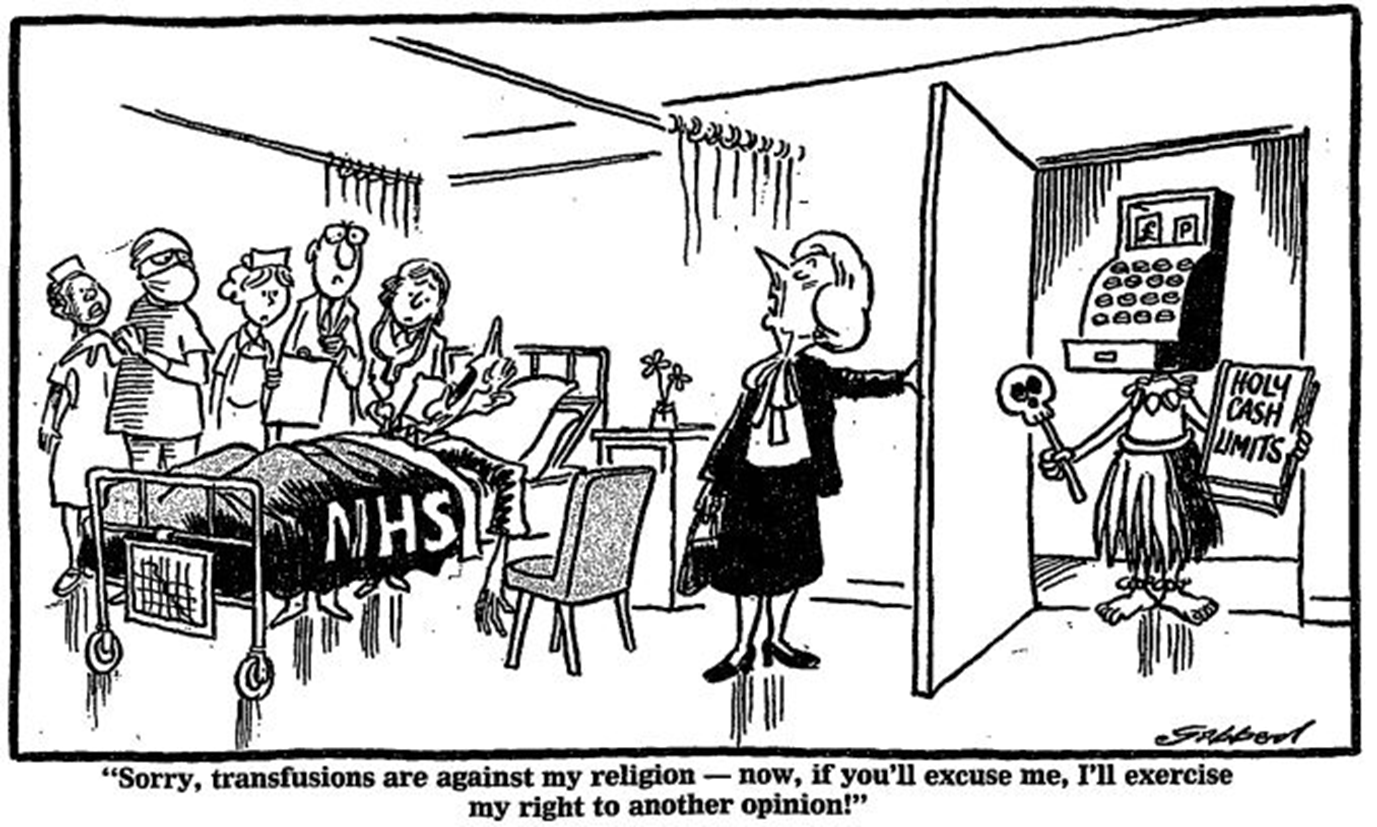 £ P
HOLY
CASH
LIMITS
NHS
Gibbard
“Sorry, transfusions are against my religion — now, if you’ll excuse me, I’ll exercise
my right to another opinion!”